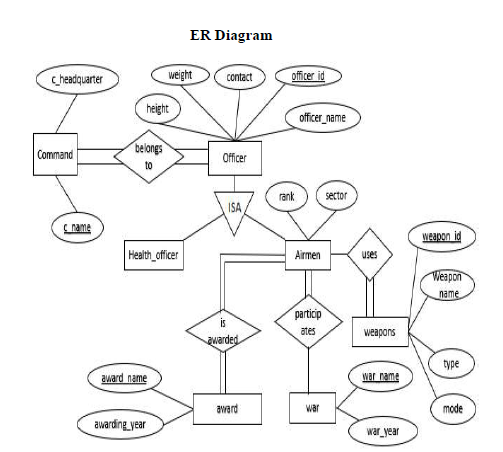 ER Diagram
c_headquarter
weight
contact
officer_id
height
officer_name
Command
belongs
to
Officer
ISA
rank
sector
c_name
weapon_id
Health_officer
Airmen
uses
Weapon
name
is
awarded
particip
ates
weapons
type
award_name
war_name
award
war
mode
awarding_year
war_year